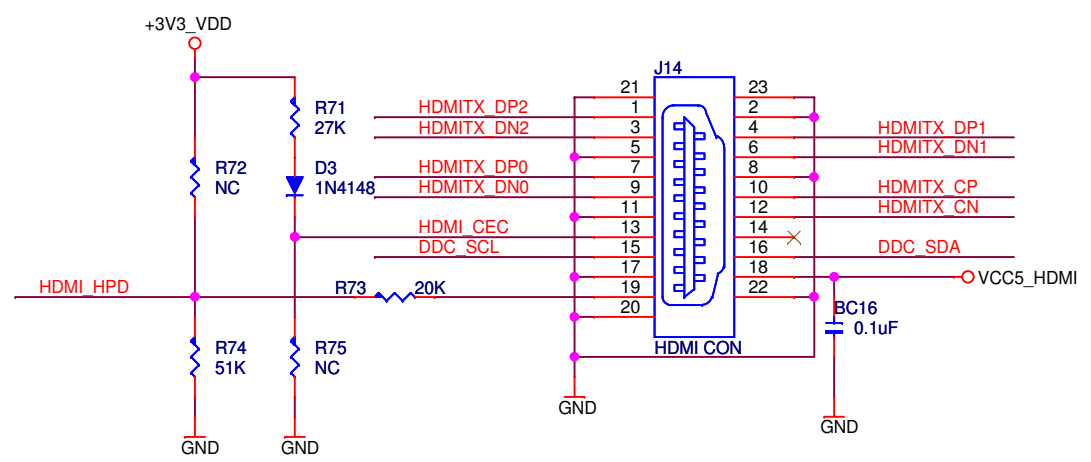 +3V3_VDD
J14
21 23
HDMITX_DP2 1 2
R71 27K
HDMITX_DN2 3 4 HDMITX_DP1
5 6 HDMITX_DN1
R72 NC
D3 1N4148
HDMITX_DP0 7 8
HDMITX_DN0 9 10 HDMITX_CP
11 12 HDMITX_CN
HDMI_CEC 13 14
DDC_SCL 15 16 DDC_SDA
17 18 VCC5_HDMI
HDMI_HPD R73 20K 19 22
20
BC16
0.1uF
R74 51K
R75 NC
HDMI CON
GND
GND
GND
GND